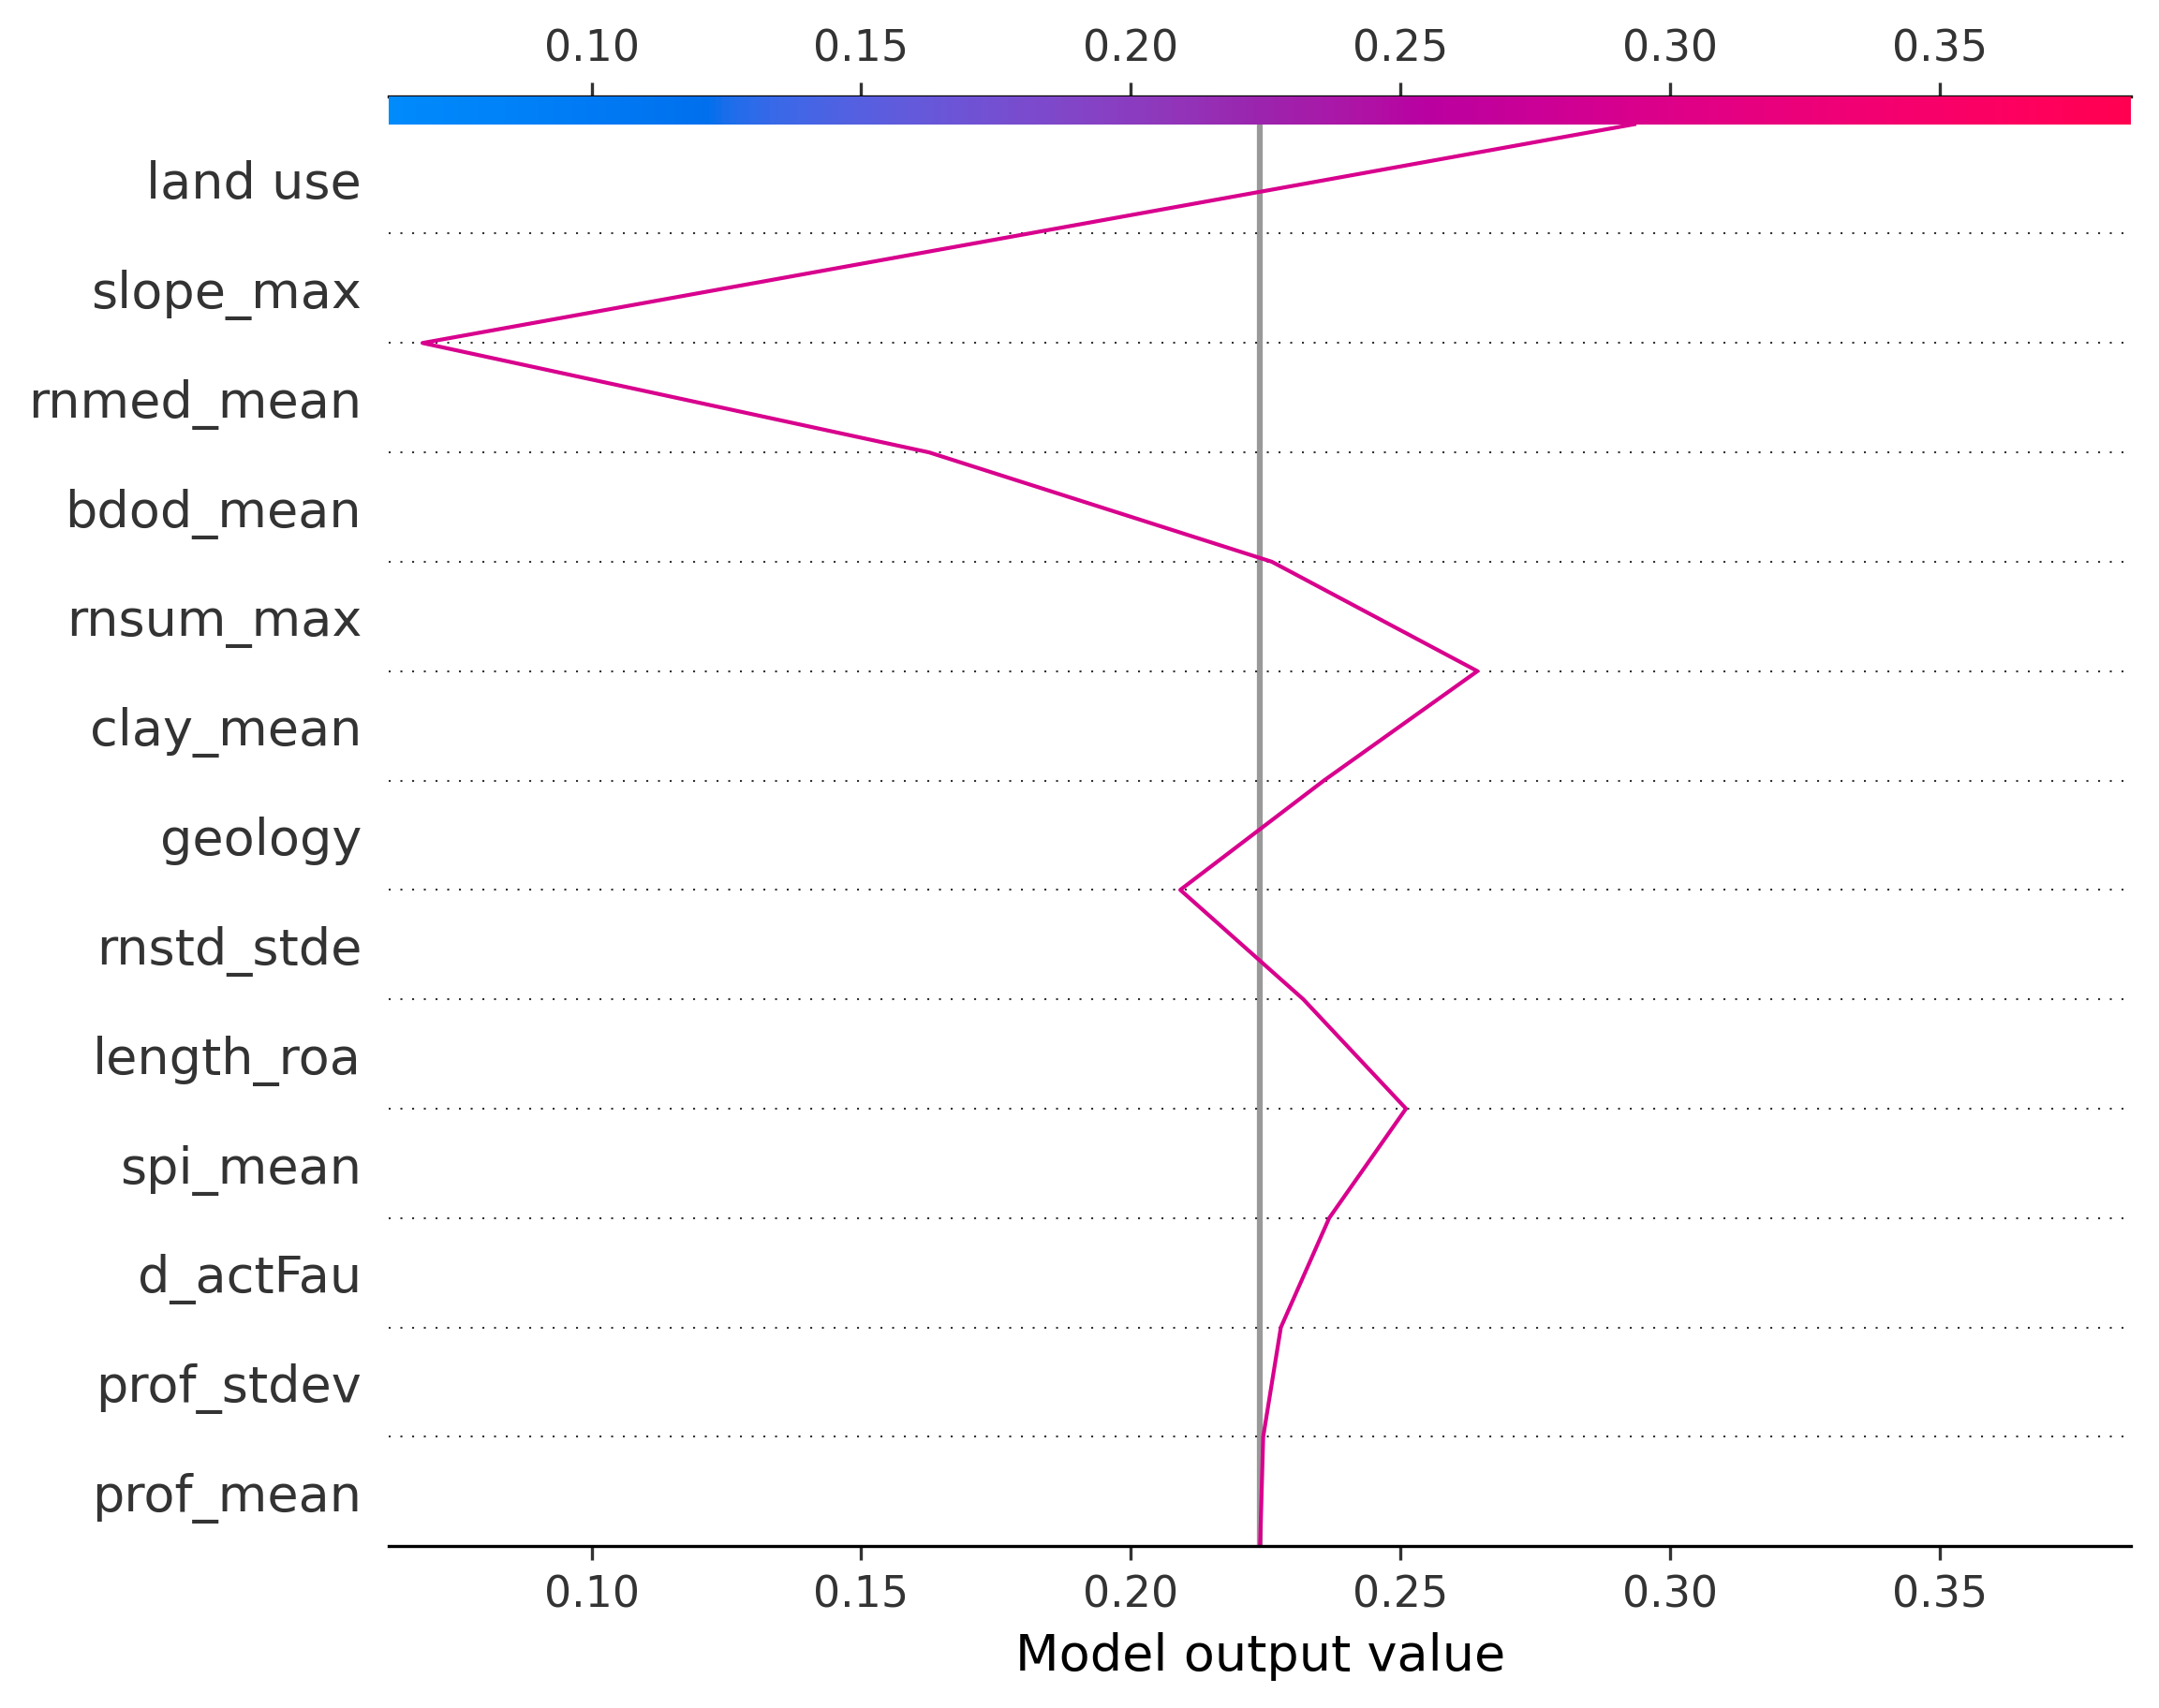 0.10 0.15 0.20 0.25 0.30 0.35
land use
slope_max
rnmed_mean
bdod_mean
rnsum_max
clay_mean
geology
rnstd_stde
length_roa
spi_mean
d_actFau
prof_stdev
prof_mean
0.10 0.15 0.20 0.25 0.30 0.35
Model output value